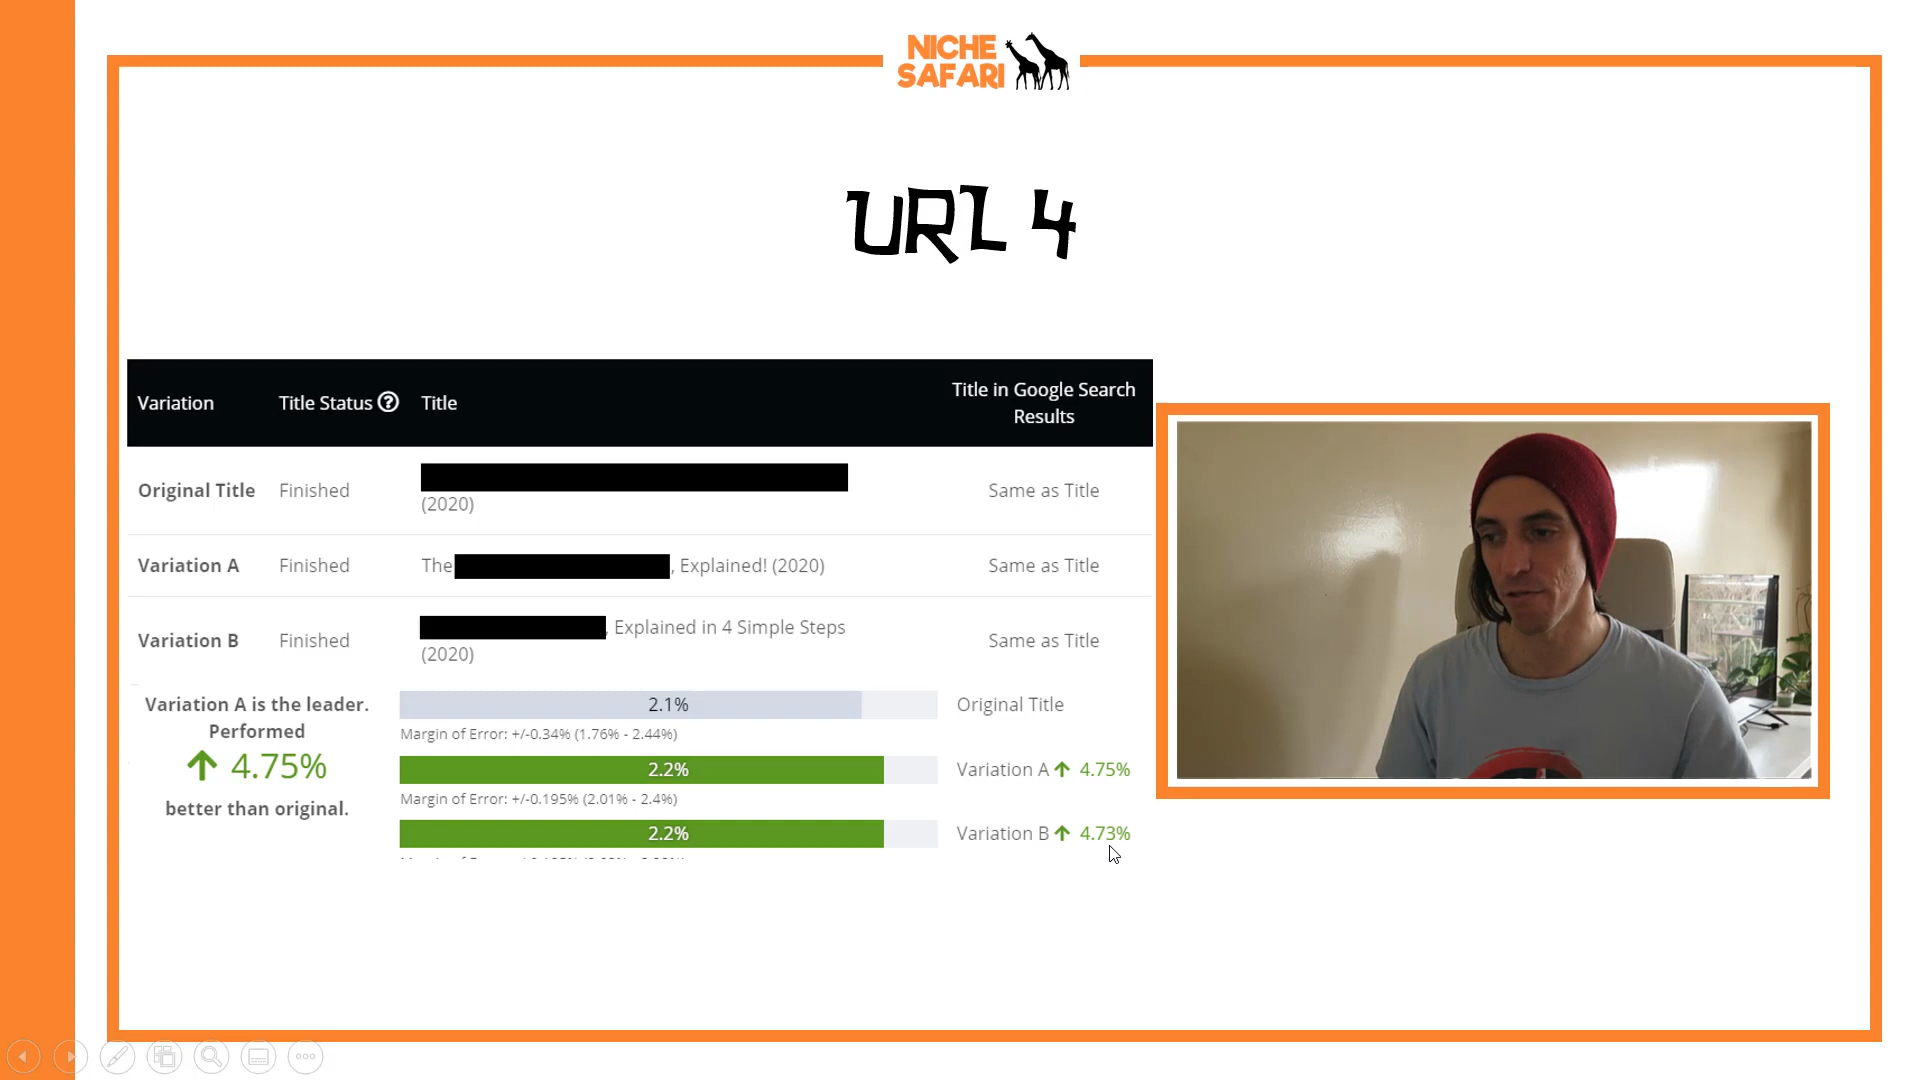 NICHE
SAFARI
URL 4
Variation Title Status ? Title Title in Google Search
Results
Original Title Finished (2020) Same as Title
Variation A Finished The , Explained! (2020) Same as Title
Variation B Finished , Explained in 4 Simple Steps
(2020) Same as Title
Variation A is the leader.
Performed
4.75%
better than original.
2.1% Original Title
Margin of Error: +/-0.34% (1.76% - 2.44%)
2.2% Variation A 4.75%
Margin of Error: +/-0.195% (2.01% - 2.4%)
2.2% Variation B 4.73%